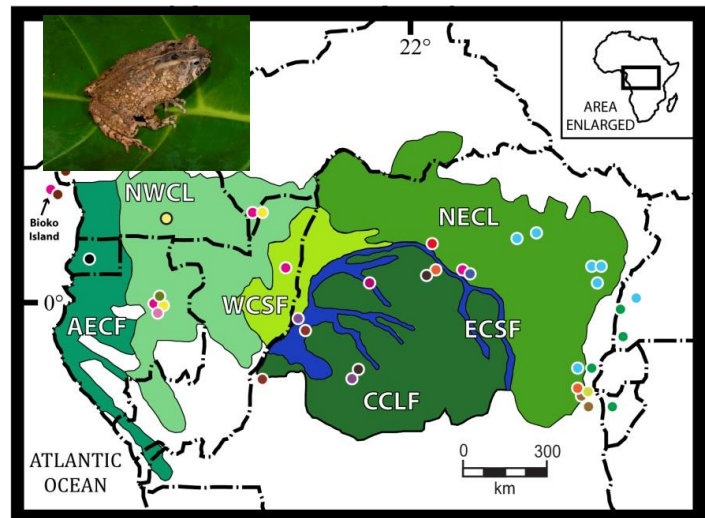 22°
AREA
ENLARGED
NWCL
NECL
Bioko
Island
0°
WCSF
AECF
ECSF
CCLF
0 300
km
ATLANTIC
OCEAN